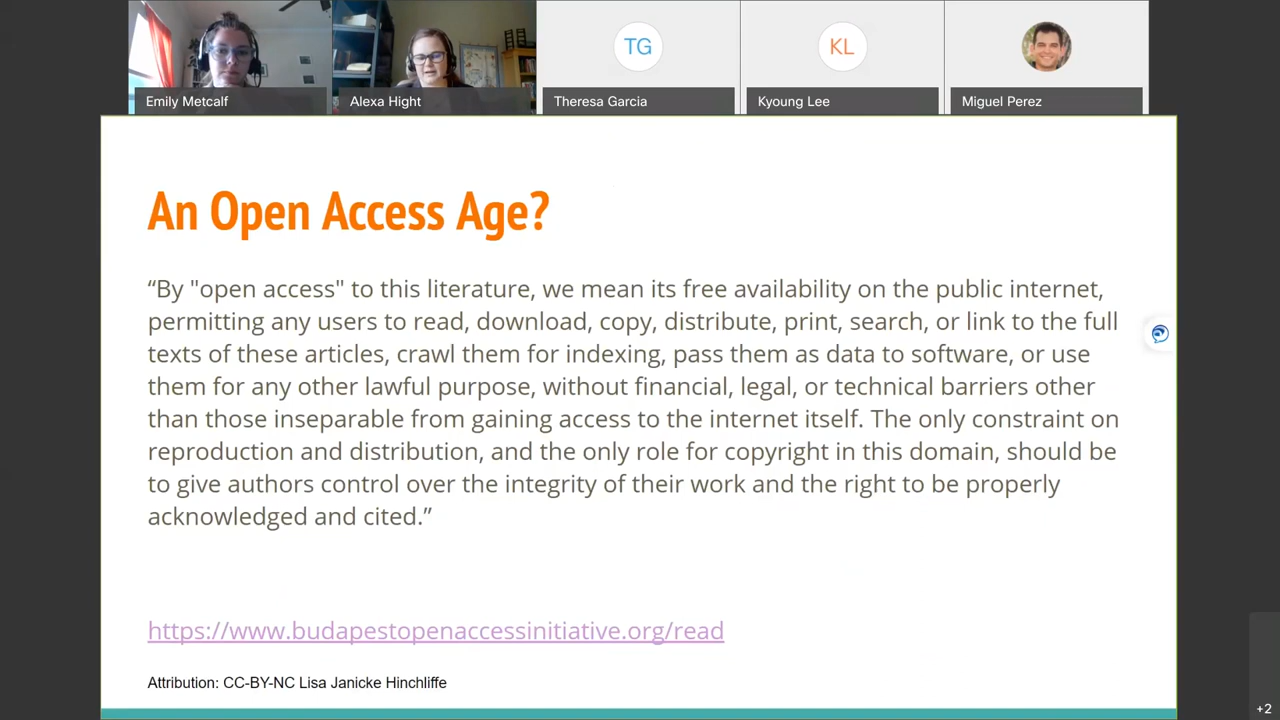 TG
KL
Emily Metcalf
Alexa Hight
Theresa Garcia
Kyoung Lee
Miguel Perez
An Open Access Age?
“By "open access" to this literature, we mean its free availability on the public internet,
permitting any users to read, download, copy, distribute, print, search, or link to the full
texts of these articles, crawl them for indexing, pass them as data to software, or use
them for any other lawful purpose, without financial, legal, or technical barriers other
than those inseparable from gaining access to the internet itself. The only constraint on
reproduction and distribution, and the only role for copyright in this domain, should be
to give authors control over the integrity of their work and the right to be properly
acknowledged and cited.”
https://www.budapestopenaccessinitiative.org/read
Attribution: CC-BY-NC Lisa Janicke Hinchliffe
+2